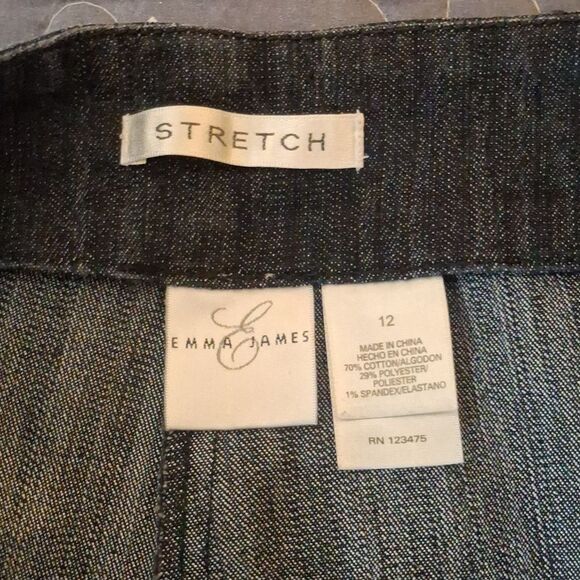 STRETCH
E
EMMA JAMES
12
MADE IN CHINA
HECHO EN CHINA
70% COTTON/ALGODON
29% POLYESTER/
POLIESTER
1% SPANDEX/ELASTANO
RN 123475